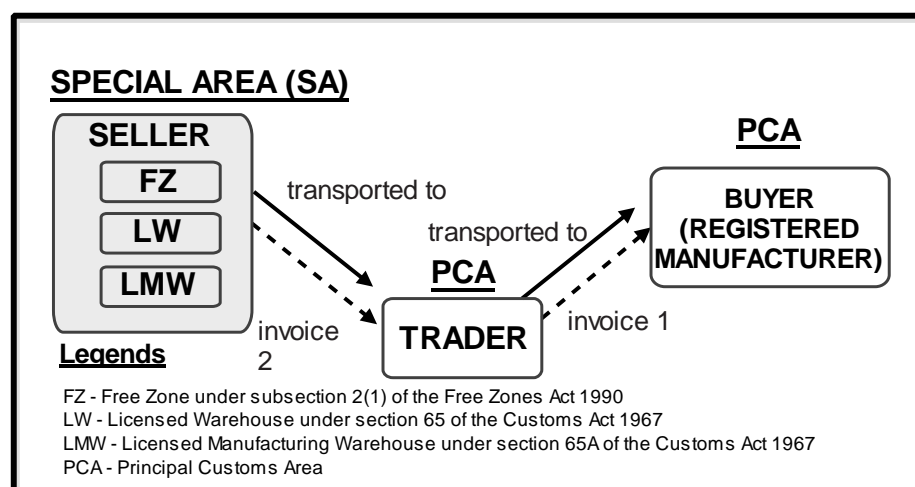 SPECIAL AREA (SA)
SELLER
FZ
LW
LMW
transported to
invoice
2
transported to
PCA
TRADER
invoice 1
PCA
BUYER
(REGISTERED
MANUFACTURER)
Legends
FZ - Free Zone under subsection 2(1) of the Free Zones Act 1990
LW - Licensed Warehouse under section 65 of the Customs Act 1967
LMW - Licensed Manufacturing Warehouse under section 65A of the Customs Act 1967
PCA - Principal Customs Area